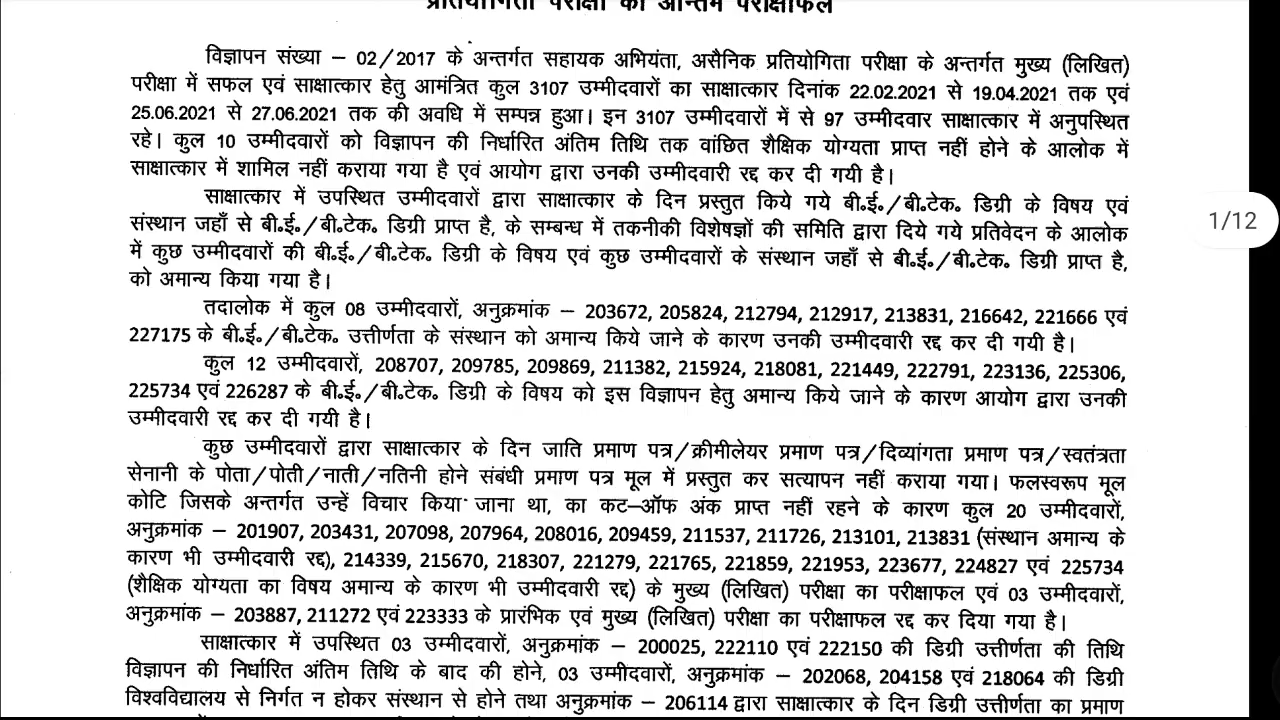 प्रतियोगिता परीक्षा का अन्तिम परीक्षाफल
विज्ञापन संख्या – 02/2017 के अन्तर्गत सहायक अभियंता, असैनिक प्रतियोगिता परीक्षा के अन्तर्गत मुख्य (लिखित)
परीक्षा में सफल एवं साक्षात्कार हेतु आमंत्रित कुल 3107 उम्मीदवारों का साक्षात्कार दिनांक 22.02.2021 से 19.04.2021 तक एवं
25.06.2021 से 27.06.2021 तक की अवधि में सम्पन्न हुआ। इन 3107 उम्मीदवारों में से 97 उम्मीदवार साक्षात्कार में अनुपस्थित
रहे। कुल 10 उम्मीदवारों को विज्ञापन की निर्धारित अंतिम तिथि तक वांछित शैक्षिक योग्यता प्राप्त नहीं होने के आलोक में
साक्षात्कार में शामिल नहीं कराया गया है एवं आयोग द्वारा उनकी उम्मीदवारी रद्द कर दी गयी है।
साक्षात्कार में उपस्थित उम्मीदवारों द्वारा साक्षात्कार के दिन प्रस्तुत किये गये बी॰ई॰/बी॰टेक॰ डिग्री के विषय एवं
संस्थान जहाँ से बी॰ई॰/बी॰टेक॰ डिग्री प्राप्त है, के सम्बन्ध में तकनीकी विशेषज्ञों की समिति द्वारा दिये गये प्रतिवेदन के आलोक
में कुछ उम्मीदवारों की बी॰ई॰/बी॰टेक॰ डिग्री के विषय एवं कुछ उम्मीदवारों के संस्थान जहाँ से बी॰ई॰/बी॰टेक॰ डिग्री प्राप्त है,
को अमान्य किया गया है।
1/12
तदालोक में कुल 08 उम्मीदवारों, अनुक्रमांक – 203672, 205824, 212794, 212917, 213831, 216642, 221666 एवं
227175 के बी॰ई॰/बी॰टेक॰ उत्तीर्णता के संस्थान को अमान्य किये जाने के कारण उनकी उम्मीदवारी रद्द कर दी गयी है।
कुल 12 उम्मीदवारों, 208707, 209785, 209869, 211382, 215924, 218081, 221449, 222791, 223136, 225306,
225734 एवं 226287 के बी॰ई॰/बी॰टेक॰ डिग्री के विषय को इस विज्ञापन हेतु अमान्य किये जाने के कारण आयोग द्वारा उनकी
उम्मीदवारी रद्द कर दी गयी है।
कुछ उम्मीदवारों द्वारा साक्षात्कार के दिन जाति प्रमाण पत्र/क्रीमीलेयर प्रमाण पत्र/दिव्यांगता प्रमाण पत्र/स्वतंत्रता
सेनानी के पोता/पोती/नाती/नतिनी होने संबंधी प्रमाण पत्र मूल में प्रस्तुत कर सत्यापन नहीं कराया गया। फलस्वरूप मूल
कोटि जिसके अन्तर्गत उन्हें विचार किया जाना था, का कट–ऑफ अंक प्राप्त नहीं रहने के कारण कुल 20 उम्मीदवारों,
अनुक्रमांक – 201907, 203431, 207098, 207964, 208016, 209459, 211537, 211726, 213101, 213831 (संस्थान अमान्य के
कारण भी उम्मीदवारी रद्द), 214339, 215670, 218307, 221279, 221765, 221859, 221953, 223677, 224827 एवं 225734
(शैक्षिक योग्यता का विषय अमान्य के कारण भी उम्मीदवारी रद्द) के मुख्य (लिखित) परीक्षा का परीक्षाफल एवं 03 उम्मीदवारों,
अनुक्रमांक – 203887, 211272 एवं 223333 के प्रारंभिक एवं मुख्य (लिखित) परीक्षा का परीक्षाफल रद्द कर दिया गया है।
साक्षात्कार में उपस्थित 03 उम्मीदवारों, अनुक्रमांक – 200025, 222110 एवं 222150 की डिग्री उत्तीर्णता की तिथि
विज्ञापन की निर्धारित अंतिम तिथि के बाद की होने, 03 उम्मीदवारों, अनुक्रमांक – 202068, 204158 एवं 218064 की डिग्री
विश्वविद्यालय से निर्गत न होकर संस्थान से होने तथा अनुक्रमांक – 206114 द्वारा साक्षात्कार के दिन डिग्री उत्तीर्णता का प्रमाण